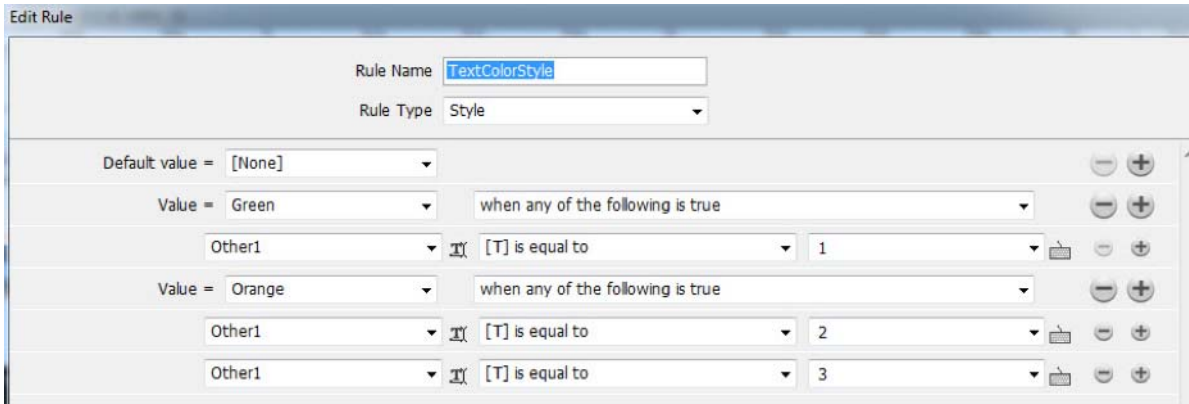 Edit Rule
Rule Name TextColorStyle
Rule Type Style
Default value = [None]
Value = Green when any of the following is true
Other1 T [T] is equal to 1
Value = Orange when any of the following is true
Other1 T [T] is equal to 2
Other1 T [T] is equal to 3